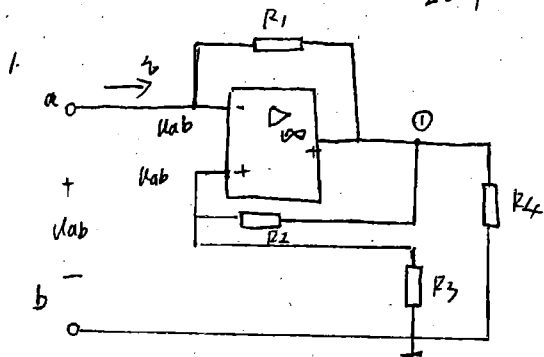 1.
R1
a
i
uab
-
▷
∞
+
①
+
uab
+
R2
R4
uab
-
R3
b